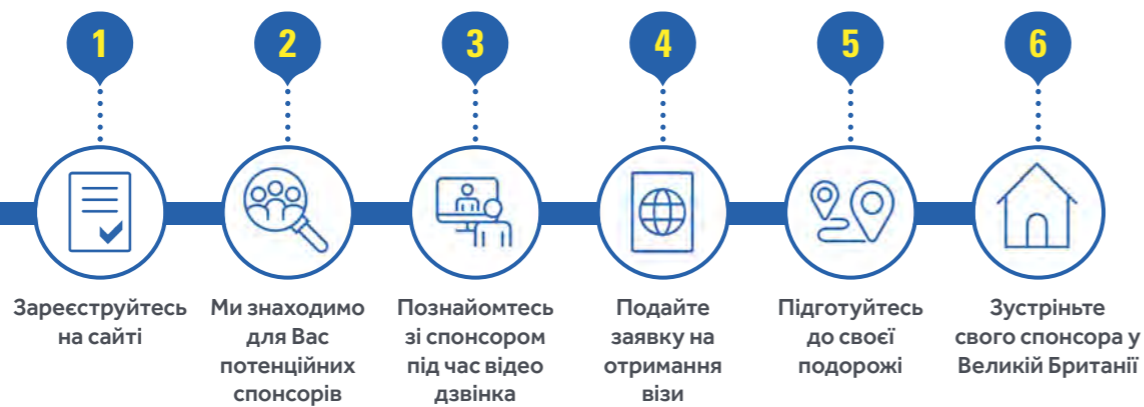 1
2
3
4
5
6
Зареєструйтесь
на сайті
Ми знаходимо
для Вас
потенційних
спонсорів
Познайомтесь
зі спонсором
під час відео
дзвінка
Подайте
заявку на
отримання
візи
Підготуйтесь
до своєї
подорожі
Зустріньте
свого спонсора у
Великій Британії